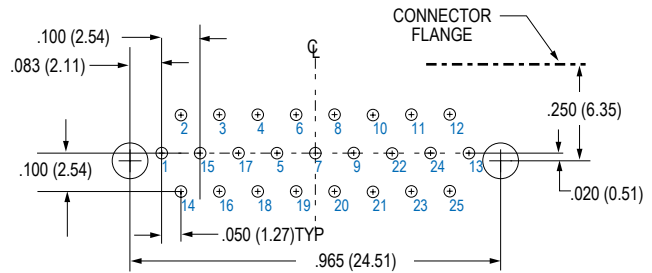 CONNECTOR
FLANGE
.100 (2.54)
℄
.083 (2.11)
.250 (6.35)
2 3 4 6 8 10 11 12
.100 (2.54)
1 15 17 5 7 9 22 24 13
.020 (0.51)
14 16 18 19 20 21 23 25
.050 (1.27)TYP
.965 (24.51)